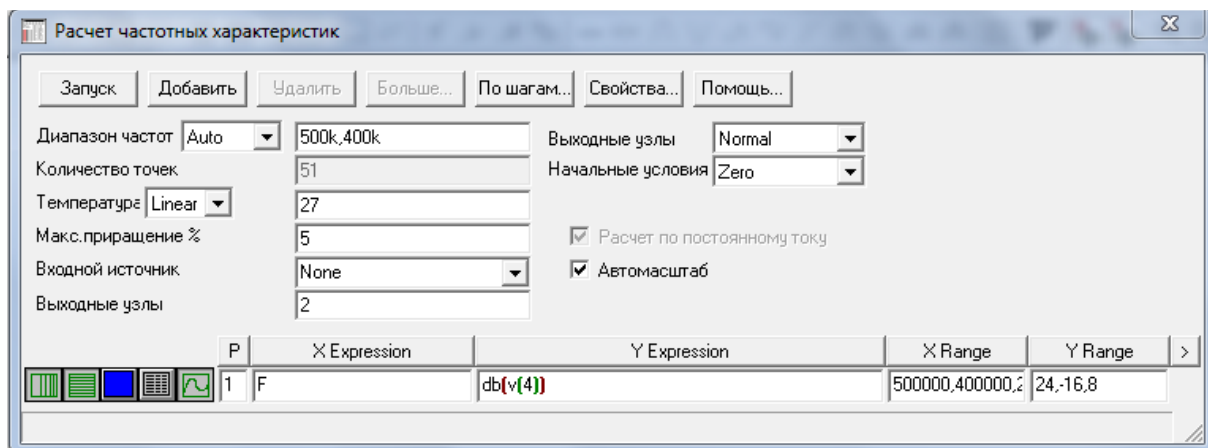 Расчет частотных характеристик
Запуск Добавить Удалить Больше... По шагам... Свойства... Помощь...
Диапазон частот Auto 500k,400k Выходные узлы Normal
Количество точек 51 Начальные условия Zero
Температура Linear 27
Макс.приращение % 5 Расчет по постоянному току
Входной источник None Автомасштаб
Выходные узлы 2
P X Expression Y Expression X Range Y Range >
1 F db(v(4)) 500000,400000,2 24,-16,8